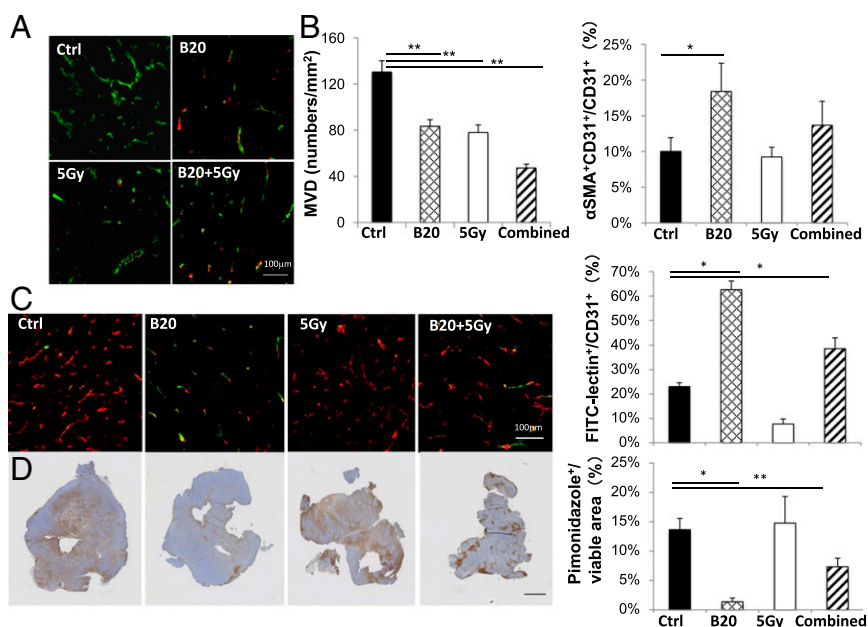 A
Ctrl
B20
5Gy
B20+5Gy
100μm
B
MVD (numbers/mm²)
160
120
80
40
0
**
**
**
Ctrl
B20
5Gy
Combined
αSMA⁺CD31⁺/CD31⁺ (%)
25%
20%
15%
10%
5%
0%
*
Ctrl
B20
5Gy
Combined
C
Ctrl
B20
5Gy
B20+5Gy
100μm
FITC-lectin⁺/CD31⁺ (%)
70%
60%
50%
40%
30%
20%
10%
0%
*
*
D
Pimonidazole⁺/
viable area (%)
25%
20%
15%
10%
5%
0%
*
**
Ctrl
B20
5Gy
Combined